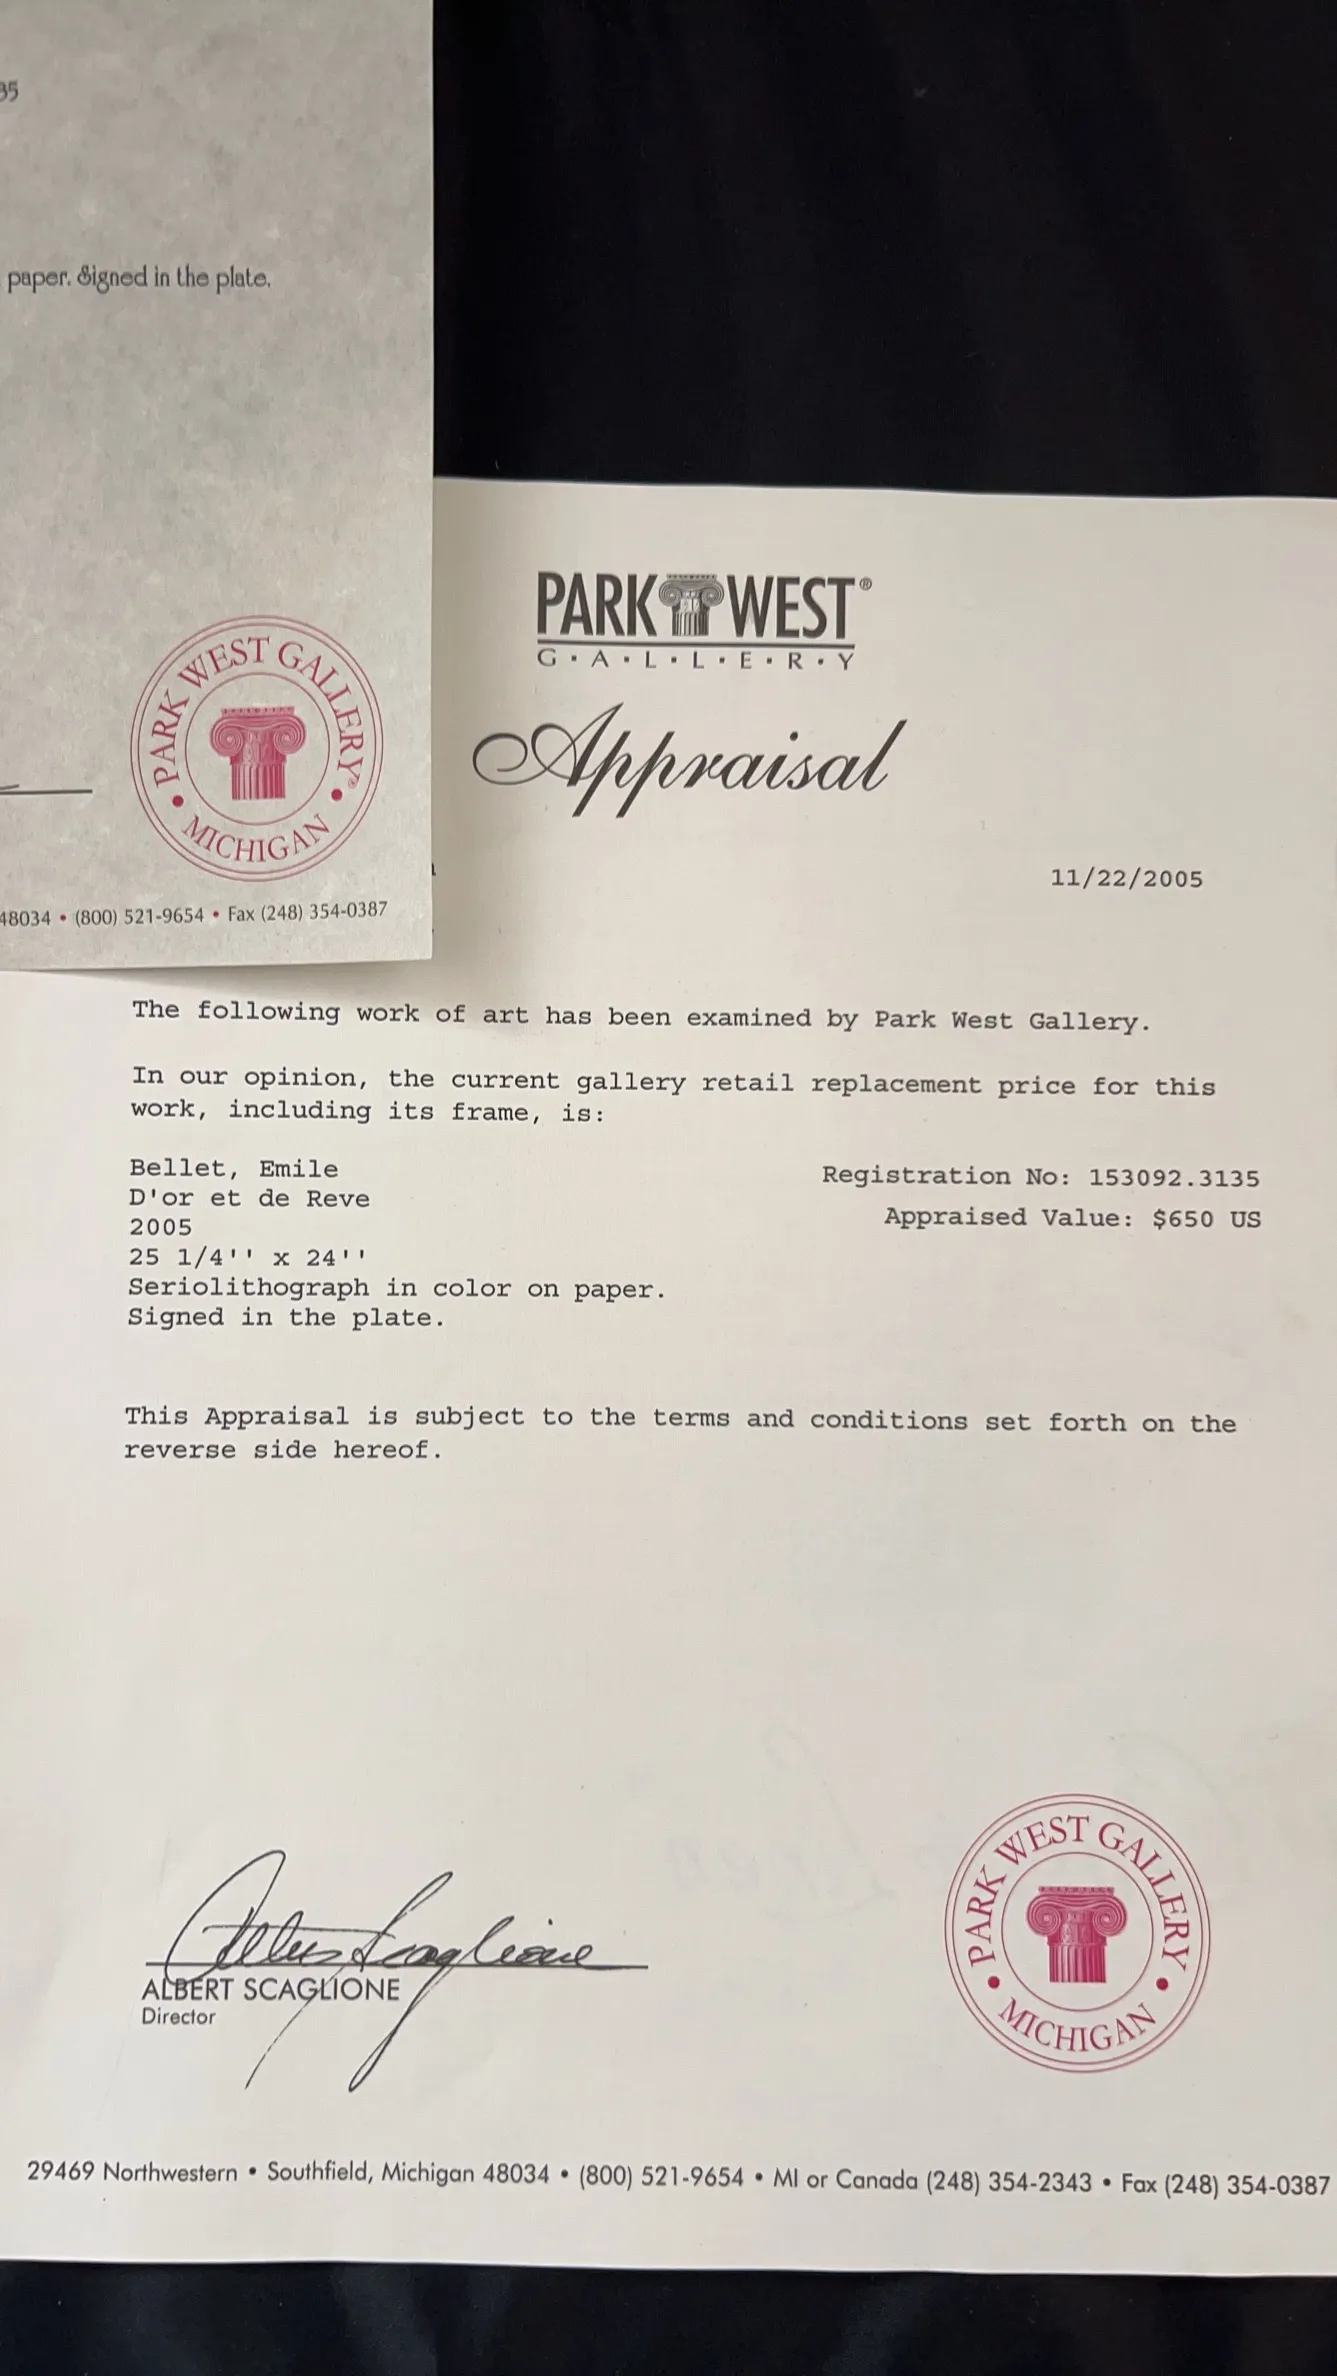 35
paper. Signed in the plate.
PARK WEST GALLERY
MICHIGAN
48034 • (800) 521-9654 • Fax (248) 354-0387
PARK WEST®
G·A·L·L·E·R·Y
Appraisal
11/22/2005
The following work of art has been examined by Park West Gallery.
In our opinion, the current gallery retail replacement price for this
work, including its frame, is:
Bellet, Emile
Registration No: 153092.3135
D'or et de Reve
Appraised Value: $650 US
2005
25 1/4'' x 24''
Seriolithograph in color on paper.
Signed in the plate.
This Appraisal is subject to the terms and conditions set forth on the
reverse side hereof.
Albert Scaglione
ALBERT SCAGLIONE
Director
PARK WEST GALLERY
MICHIGAN
29469 Northwestern • Southfield, Michigan 48034 • (800) 521-9654 • MI or Canada (248) 354-2343 • Fax (248) 354-0387